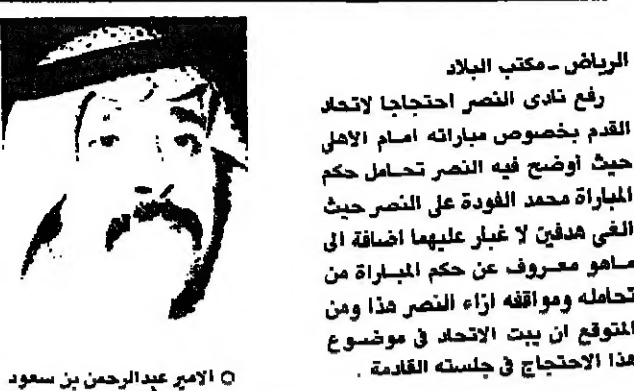 الرياض - مكتب البلاد
رفع نادى النصر احتجاجا لاتحاد
القدم بخصوص مباراته امام الاهلي
حيث أوضح فيه النصر تحامل حكم
المباراة محمد الفودة على النصر حيث
الغى هدفين لا غبار عليهما اضافة الى
ماهو معروف عن حكم المباراة من
تحامله ومواقفه ازاء النصر هذا ومن
المتوقع ان يبت الاتحاد في موضوع
هذا الاحتجاج في جلسته القادمة .
○ الامير عبدالرحمن بن سعود